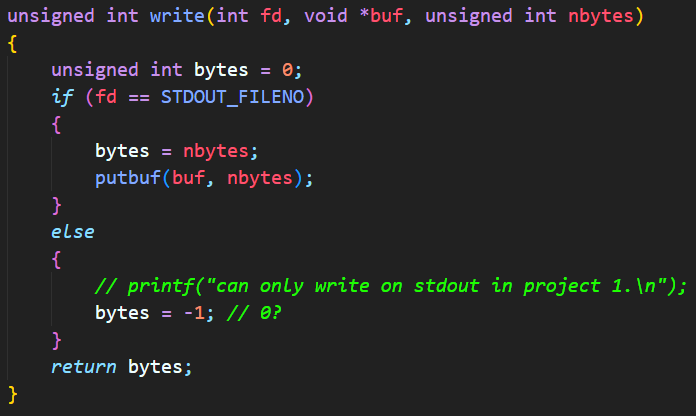 unsigned int write(int fd, void *buf, unsigned int nbytes)
{
    unsigned int bytes = 0;
    if (fd == STDOUT_FILENO)
    {
        bytes = nbytes;
        putbuf(buf, nbytes);
    }
    else
    {
        // printf("can only write on stdout in project 1.\n");
        bytes = -1; // 0?
    }
    return bytes;
}